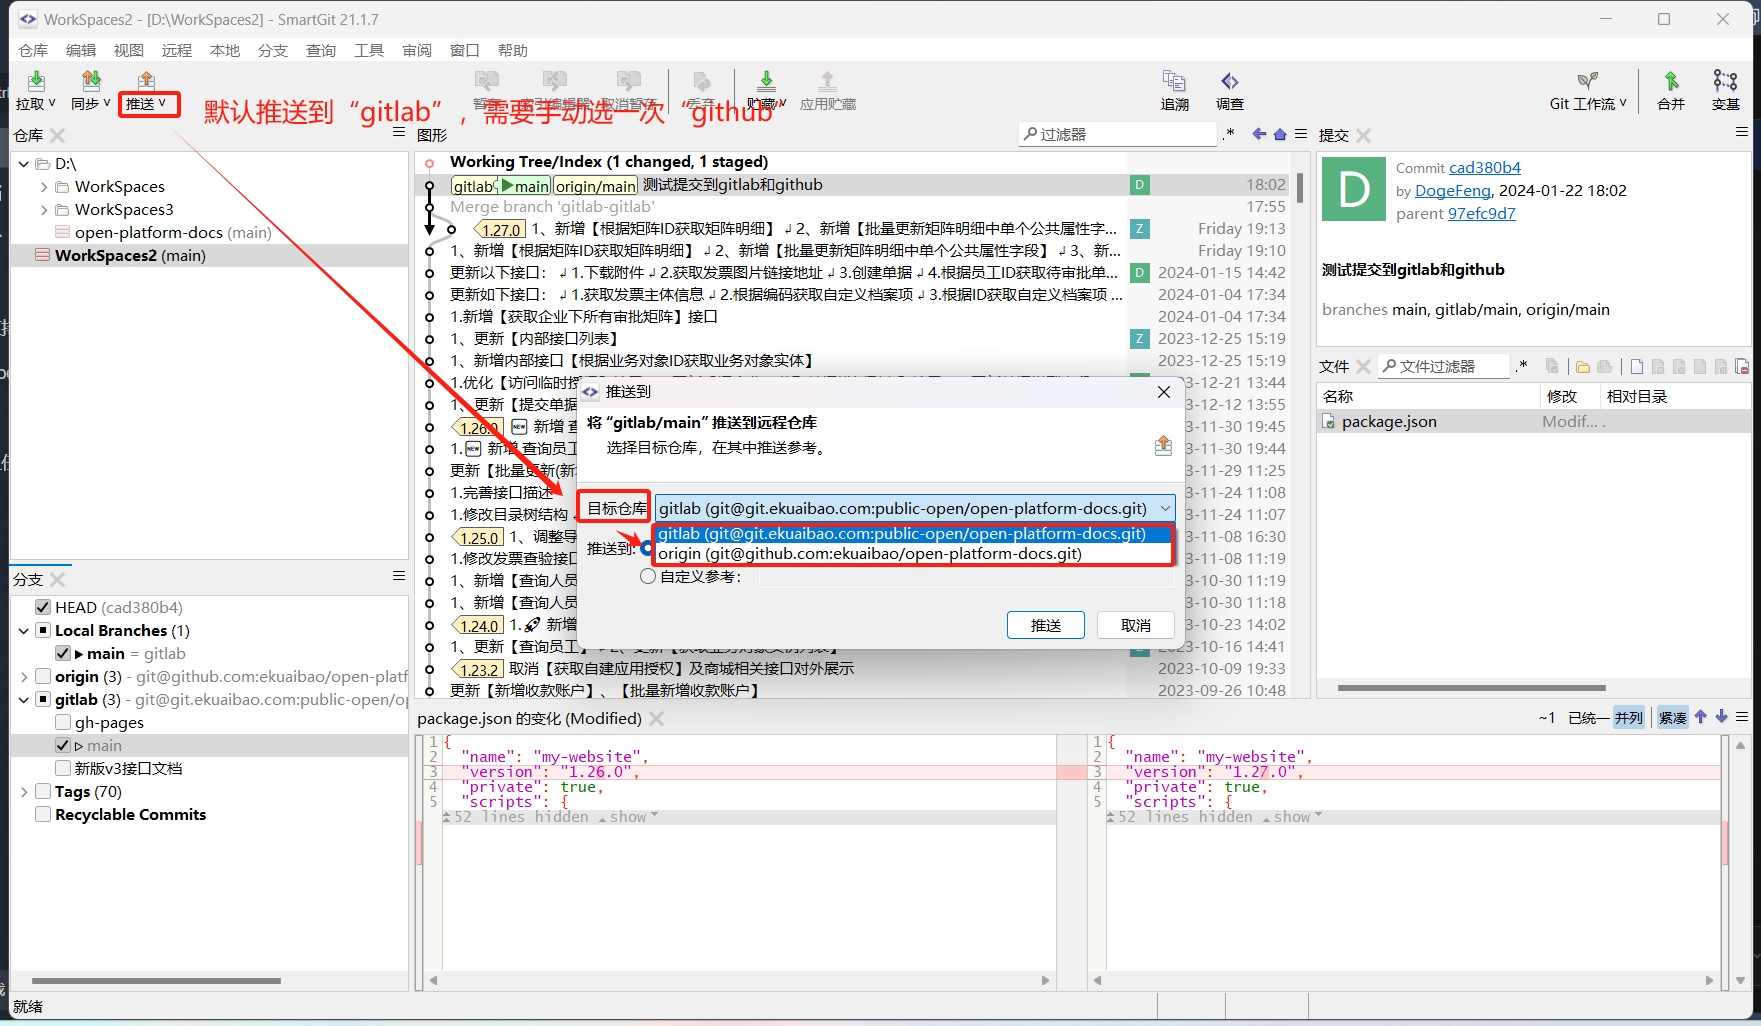 WorkSpaces2 - [D:\WorkSpaces2] - SmartGit 21.1.7
仓库 编辑 视图 远程 本地 分支 查询 工具 审阅 窗口 帮助
拉取 同步 推送 贮藏 应用贮藏 追溯 调查 Git 工作流 合并 变基
默认推送到 “gitlab” ，需要手动选一次 “github”
仓库
D:\
WorkSpaces
WorkSpaces3
open-platform-docs (main)
WorkSpaces2 (main)
分支
HEAD (cad380b4)
Local Branches (1)
main = gitlab
origin (3) - git@github.com:ekuaibao/open-platf
gitlab (3) - git@git.ekuaibao.com:public-open/op
gh-pages
main
新版v3接口文档
Tags (70)
Recyclable Commits
图形
过滤器
.*
Working Tree/Index (1 changed, 1 staged)
gitlab main origin/main 测试提交到gitlab和github D 18:02
Merge branch 'gitlab-gitlab' 17:55
1.27.0 1、新增【根据矩阵ID获取矩阵明细】 ↲ 2、新增【批量更新矩阵明细中单个公共属性字... Z Friday 19:13
1、新增【根据矩阵ID获取矩阵明细】 ↲ 2、新增【批量更新矩阵明细中单个公共属性字段】 ↲ 3、新... Friday 19:10
更新以下接口： ↲ 1.下载附件 ↲ 2.获取发票图片链接地址 ↲ 3.创建单据 ↲ 4.根据员工ID获取待审批单... D 2024-01-15 14:42
更新如下接口： ↲ 1.获取发票主体信息 ↲ 2.根据编码获取自定义档案项 ↲ 3.根据ID获取自定义档案项 ... 2024-01-04 17:34
1.新增【获取企业下所有审批矩阵】接口 2024-01-04 17:34
1、更新【内部接口列表】 Z 2023-12-25 15:19
1、新增内部接口【根据业务对象ID获取业务对象实体】 2023-12-25 15:19
1.优化【访问临时授 3-12-21 13:44
1、更新【提交单据 3-12-12 13:55
1.26.0 NEW 新增 查 3-11-30 19:45
1. NEW 新增 查询员工 3-11-30 19:44
更新【批量更新(新 3-11-29 11:25
1.完善接口描述 3-11-24 11:08
1.修改目录树结构 3-11-24 11:07
1.25.0 1、调整导 3-11-08 16:30
1.修改发票查验接口 3-11-08 11:19
1、新增【查询人员 3-10-30 11:19
1、新增【查询人员 3-10-30 11:18
1.24.0 1. 新增 3-10-23 14:02
1、更新【查询员工】 3-10-16 14:41
1.23.2 取消【获取自建应用授权】及商城相关接口对外展示 2023-10-09 19:33
更新【新增收款账户】、【批量新增收款账户】 2023-09-26 10:48
推送到
将 “gitlab/main” 推送到远程仓库
选择目标仓库，在其中推送参考。
目标仓库 gitlab (git@git.ekuaibao.com:public-open/open-platform-docs.git)
gitlab (git@git.ekuaibao.com:public-open/open-platform-docs.git)
推送到: origin (git@github.com:ekuaibao/open-platform-docs.git)
自定义参考：
推送 取消
提交
D
Commit cad380b4
by DogeFeng, 2024-01-22 18:02
parent 97efc9d7
测试提交到gitlab和github
branches main, gitlab/main, origin/main
文件 文件过滤器 .*
名称 修改 相对目录
package.json Modif... .
package.json 的变化 (Modified) ~1 已统一 并列 紧凑
1 {
2 "name": "my-website",
3 "version": "1.26.0",
4 "private": true,
5 "scripts": {
52 lines hidden show
1 {
2 "name": "my-website",
3 "version": "1.27.0",
4 "private": true,
5 "scripts": {
52 lines hidden show
就绪